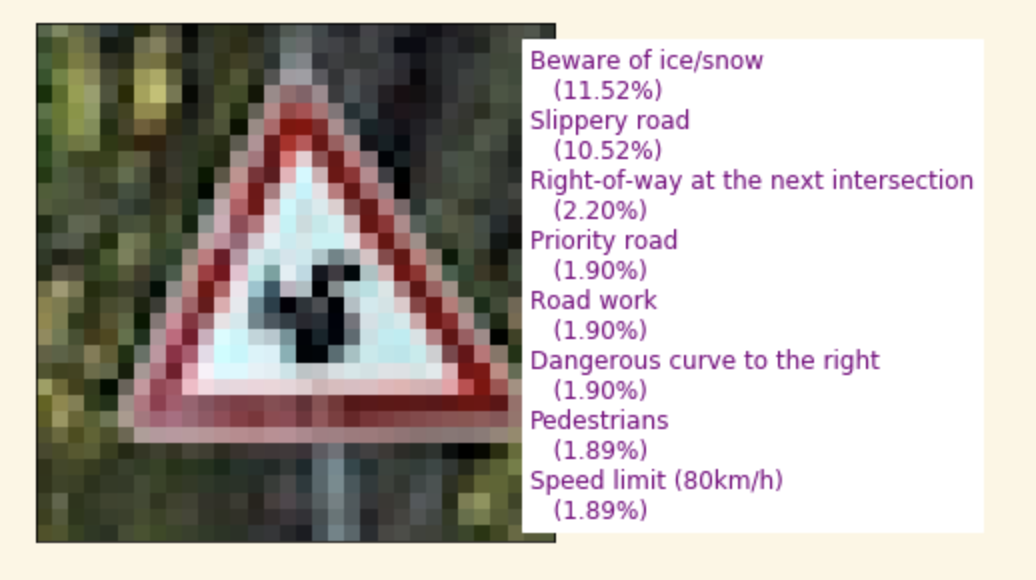 Beware of ice/snow
(11.52%)
Slippery road
(10.52%)
Right-of-way at the next intersection
(2.20%)
Priority road
(1.90%)
Road work
(1.90%)
Dangerous curve to the right
(1.90%)
Pedestrians
(1.89%)
Speed limit (80km/h)
(1.89%)